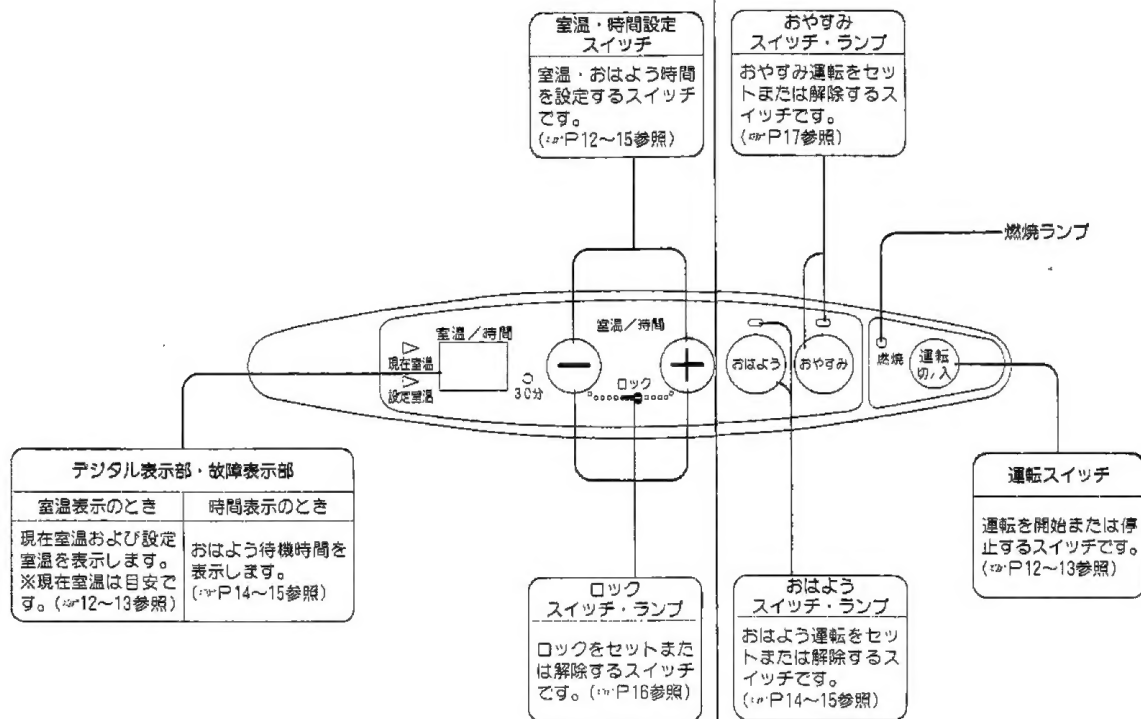 室温・時間設定
スイッチ
室温・おはよう時間
を設定するスイッチ
です。
(☞P12〜15参照)
おやすみ
スイッチ・ランプ
おやすみ運転をセッ
トまたは解除するス
イッチです。
(☞P17参照)
燃焼ランプ
室温/時間
現在室温
設定室温
30分
室温/時間
ロック
おはよう
おやすみ
燃焼
運転
切/入
デジタル表示部・故障表示部
室温表示のとき
現在室温および設定
室温を表示します。
※現在室温は目安で
す。(☞12〜13参照)
時間表示のとき
おはよう待機時間を
表示します。
(☞P14〜15参照)
ロック
スイッチ・ランプ
ロックをセットまた
は解除するスイッチ
です。(☞P16参照)
おはよう
スイッチ・ランプ
おはよう運転をセッ
トまたは解除するス
イッチです。
(☞P14〜15参照)
運転スイッチ
運転を開始または停
止するスイッチです。
(☞P12〜13参照)